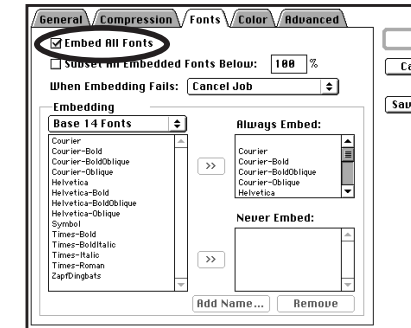 General Compression Fonts Color Advanced
Embed All Fonts
Subset All Embedded Fonts Below: 100 %
When Embedding Fails: Cancel Job
Embedding
Base 14 Fonts
Courier
Courier-Bold
Courier-BoldOblique
Courier-Oblique
Helvetica
Helvetica-Bold
Helvetica-BoldOblique
Helvetica-Oblique
Symbol
Times-Bold
Times-BoldItalic
Times-Italic
Times-Roman
ZapfDingbats
>>
>>
Always Embed:
Courier
Courier-Bold
Courier-BoldOblique
Courier-Oblique
Helvetica
Never Embed:
Add Name... Remove
Ca
Sav